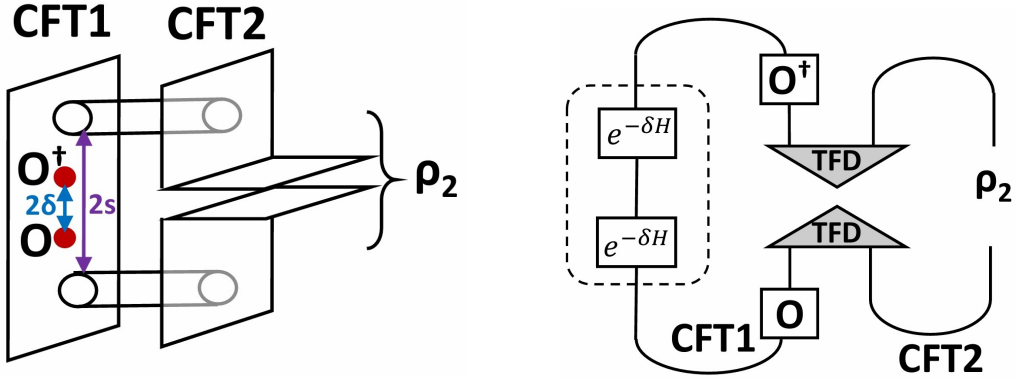 CFT1 CFT2
O†
2δ 2s
O
ρ₂
O†
e^{-δH}
TFD
ρ₂
TFD
e^{-δH}
O
CFT1
CFT2